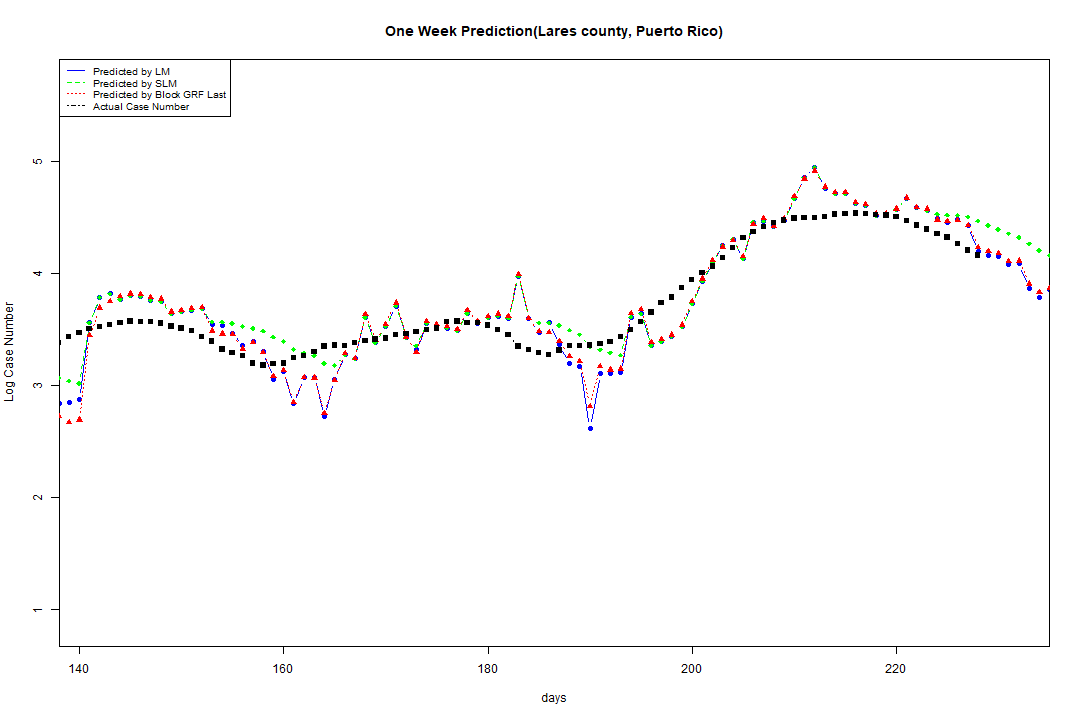 One Week Prediction(Lares county, Puerto Rico)
Predicted by LM
Predicted by SLM
Predicted by Block GRF Last
Actual Case Number
5
4
3
2
1
Log Case Number
140 160 180 200 220
days